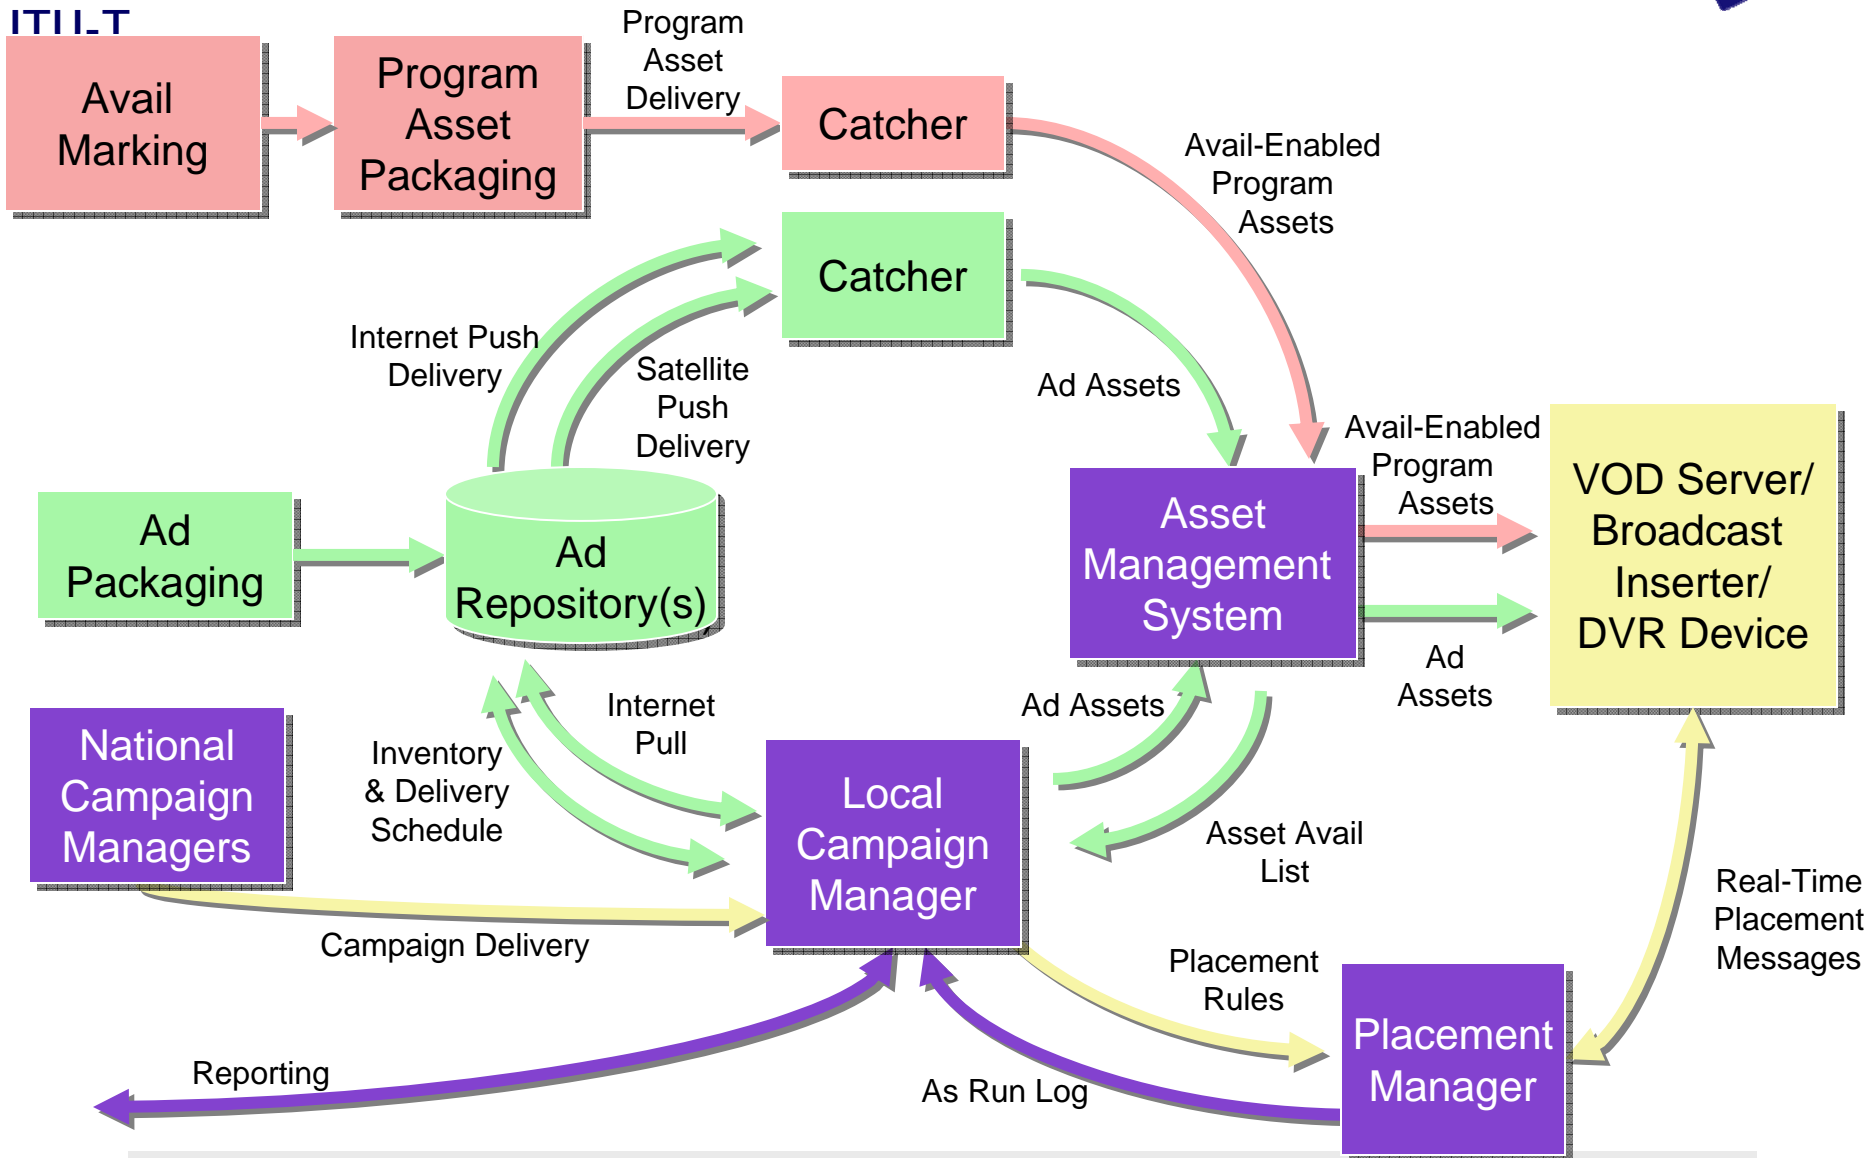 ITU-T
Avail
Marking
Program
Asset
Packaging
Program
Asset
Delivery
Catcher
Avail-Enabled
Program
Assets
Catcher
Internet Push
Delivery
Satellite
Push
Delivery
Ad Assets
Ad
Packaging
Ad
Repository(s)
Asset
Management
System
Avail-Enabled
Program
Assets
Ad
Assets
VOD Server/
Broadcast
Inserter/
DVR Device
National
Campaign
Managers
Inventory
& Delivery
Schedule
Internet
Pull
Local
Campaign
Manager
Ad Assets
Asset Avail
List
Campaign Delivery
Placement
Rules
Real-Time
Placement
Messages
Placement
Manager
Reporting
As Run Log